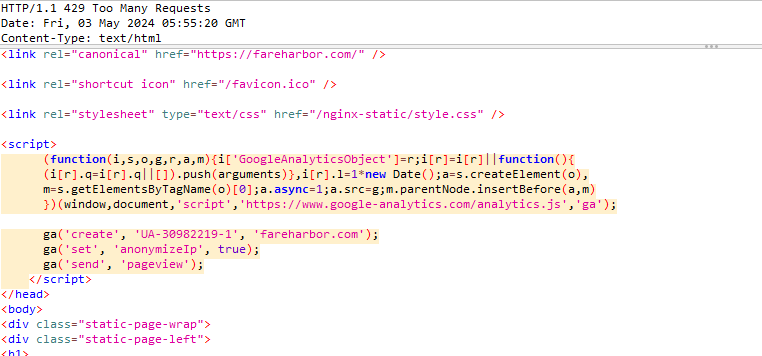 HTTP/1.1 429 Too Many Requests
Date: Fri, 03 May 2024 05:55:20 GMT
Content-Type: text/html
<link rel="canonical" href="https://fareharbor.com/" />
<link rel="shortcut icon" href="/favicon.ico" />
<link rel="stylesheet" type="text/css" href="/nginx-static/style.css" />
<script>
(function(i,s,o,g,r,a,m){i['GoogleAnalyticsObject']=r;i[r]=i[r]||function(){
(i[r].q=i[r].q||[]).push(arguments)},i[r].l=1*new Date();a=s.createElement(o),
m=s.getElementsByTagName(o)[0];a.async=1;a.src=g;m.parentNode.insertBefore(a,m)
})(window,document,'script','https://www.google-analytics.com/analytics.js','ga');
ga('create', 'UA-30982219-1', 'fareharbor.com');
ga('set', 'anonymizeIp', true);
ga('send', 'pageview');
</script>
</head>
<body>
<div class="static-page-wrap">
<div class="static-page-left">
<h1>